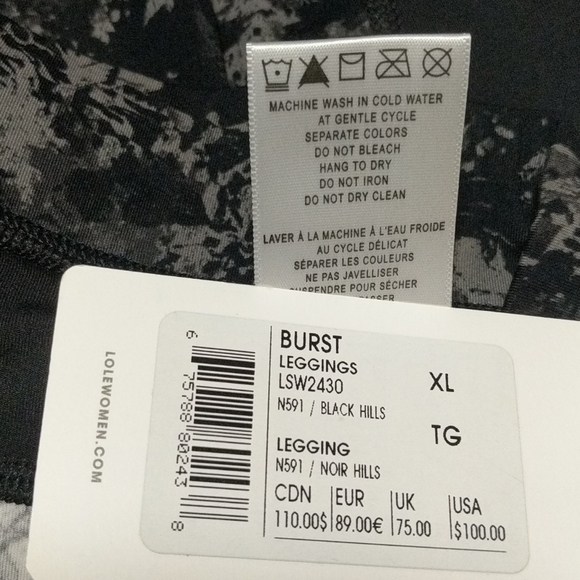 MACHINE WASH IN COLD WATER
AT GENTLE CYCLE
SEPARATE COLORS
DO NOT BLEACH
HANG TO DRY
DO NOT IRON
DO NOT DRY CLEAN
LAVER À LA MACHINE À L'EAU FROIDE
AU CYCLE DÉLICAT
SÉPARER LES COULEURS
NE PAS JAVELLISER
POUR SÉCHER
LOLEWOMEN.COM
6 75788 80243 8
BURST
LEGGINGS
LSW2430
XL
N591 / BLACK HILLS
TG
LEGGING
N591 / NOIR HILLS
CDN EUR UK USA
110.00$ 89.00€ 75.00 $100.00